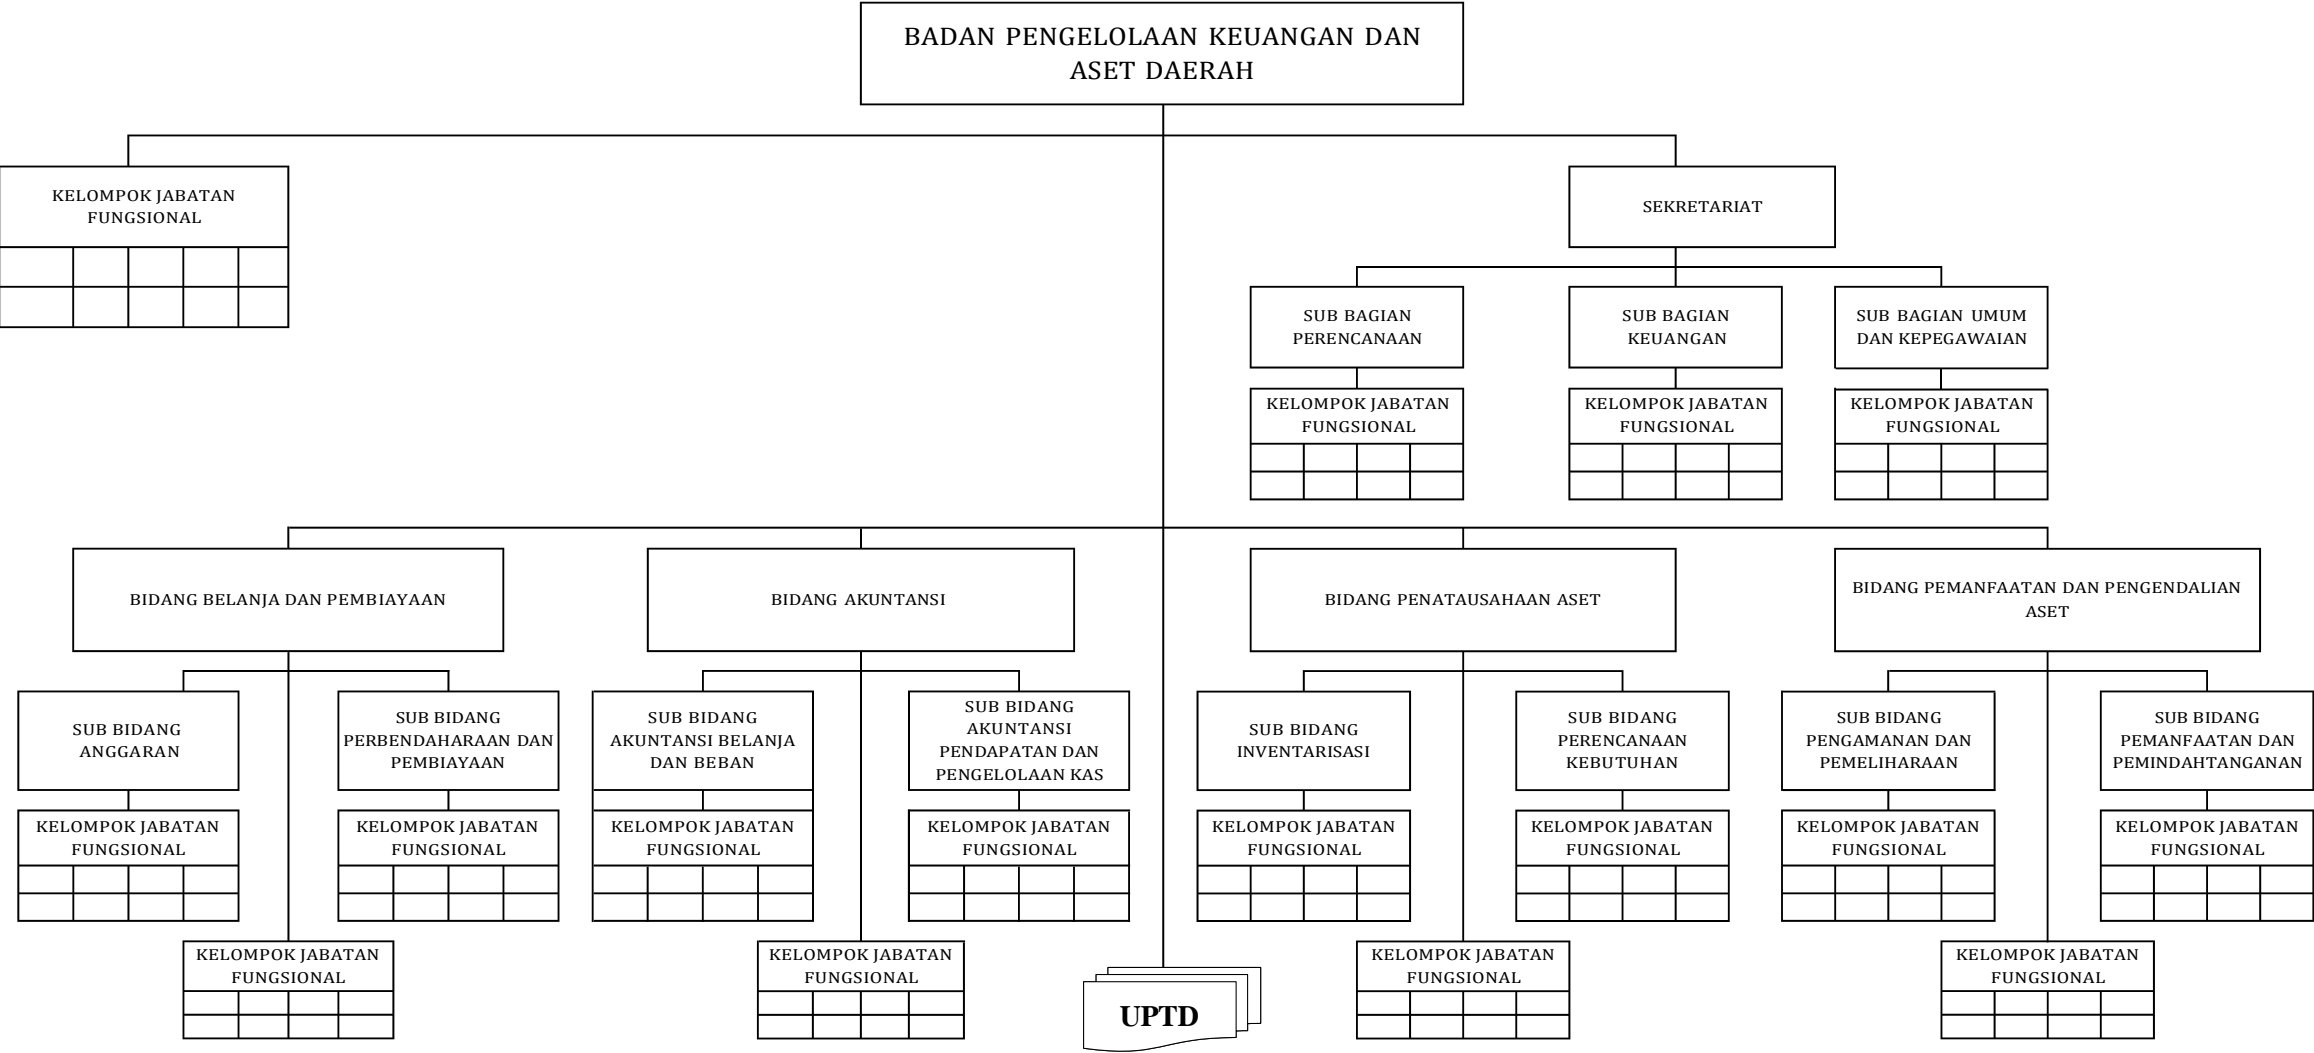 BADAN PENGELOLAAN KEUANGAN DAN
ASET DAERAH
KELOMPOK JABATAN
FUNGSIONAL
SEKRETARIAT
SUB BAGIAN
PERENCANAAN
SUB BAGIAN
KEUANGAN
SUB BAGIAN UMUM
DAN KEPEGAWAIAN
KELOMPOK JABATAN
FUNGSIONAL
KELOMPOK JABATAN
FUNGSIONAL
KELOMPOK JABATAN
FUNGSIONAL
BIDANG BELANJA DAN PEMBIAYAAN
BIDANG AKUNTANSI
BIDANG PENATAUSAHAAN ASET
BIDANG PEMANFAATAN DAN PENGENDALIAN
ASET
SUB BIDANG
ANGGARAN
SUB BIDANG
PERBENDAHARAAN DAN
PEMBIAYAAN
SUB BIDANG
AKUNTANSI BELANJA
DAN BEBAN
SUB BIDANG
AKUNTANSI
PENDAPATAN DAN
PENGELOLAAN KAS
SUB BIDANG
INVENTARISASI
SUB BIDANG
PERENCANAAN
KEBUTUHAN
SUB BIDANG
PENGAMANAN DAN
PEMELIHARAAN
SUB BIDANG
PEMANFAATAN DAN
PEMINDAHTANGANAN
KELOMPOK JABATAN
FUNGSIONAL
KELOMPOK JABATAN
FUNGSIONAL
KELOMPOK JABATAN
FUNGSIONAL
KELOMPOK JABATAN
FUNGSIONAL
KELOMPOK JABATAN
FUNGSIONAL
KELOMPOK JABATAN
FUNGSIONAL
KELOMPOK JABATAN
FUNGSIONAL
KELOMPOK JABATAN
FUNGSIONAL
KELOMPOK JABATAN
FUNGSIONAL
KELOMPOK JABATAN
FUNGSIONAL
UPTD
KELOMPOK JABATAN
FUNGSIONAL
KELOMPOK JABATAN
FUNGSIONAL